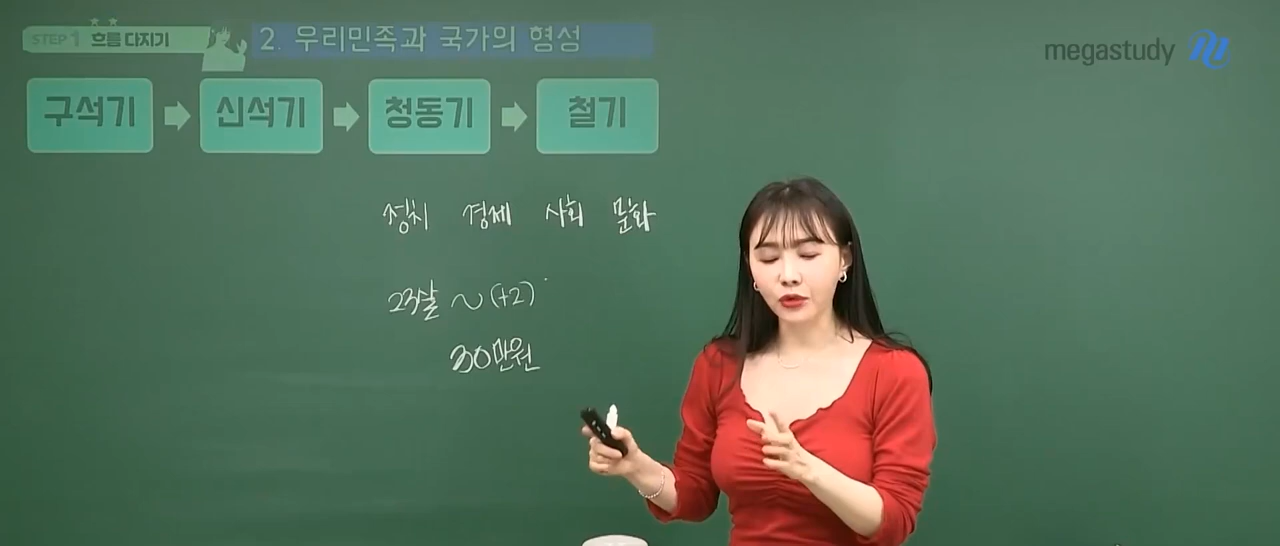 STEP 1 흐름 다지기
2. 우리민족과 국가의 형성
megastudy
구석기 신석기 청동기 철기
정치 경제 사회 문화
23살 ~ (+2)
30만원